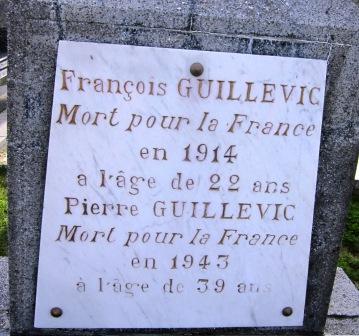 François GUILLEVIC
Mort pour la France
en 1914
a l'âge de 22 ans
Pierre GUILLEVIC
Mort pour la France
en 1943
à l'âge de 39 ans